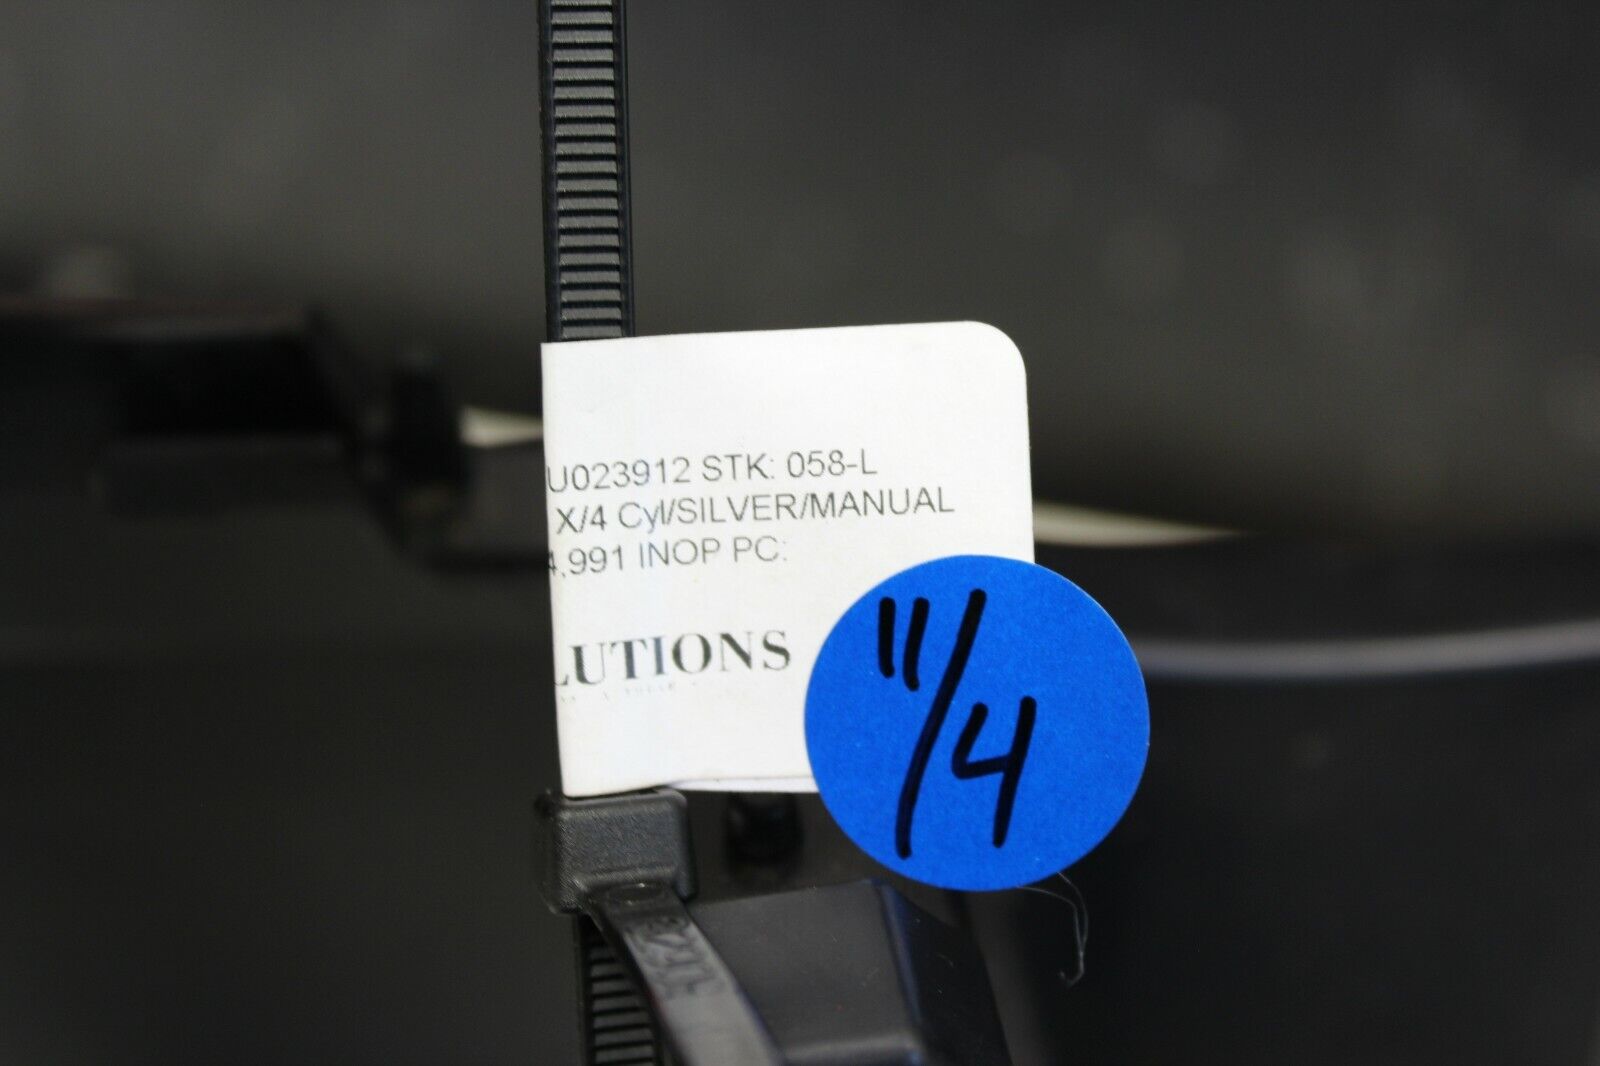 U023912 STK: 058-L
X/4 Cyl/SILVER/MANUAL
4,991 INOP PC:
LUTIONS
11/4